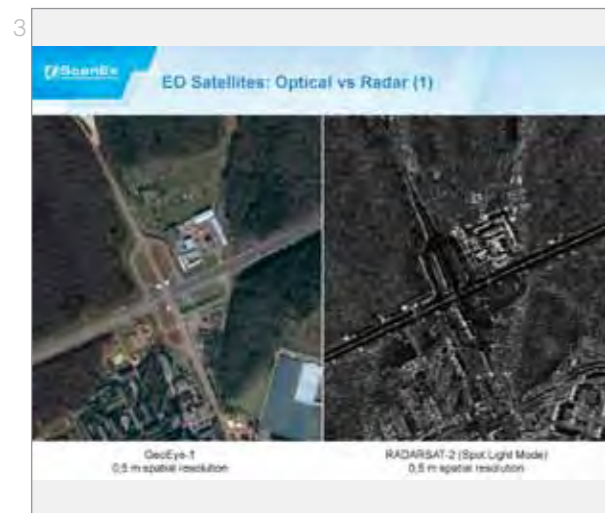 3
ScanEx
EO Satellites: Optical vs Radar (1)
GeoEye-1
0,5 m spatial resolution
RADARSAT-2 (Spot Light Mode)
0,5 m spatial resolution